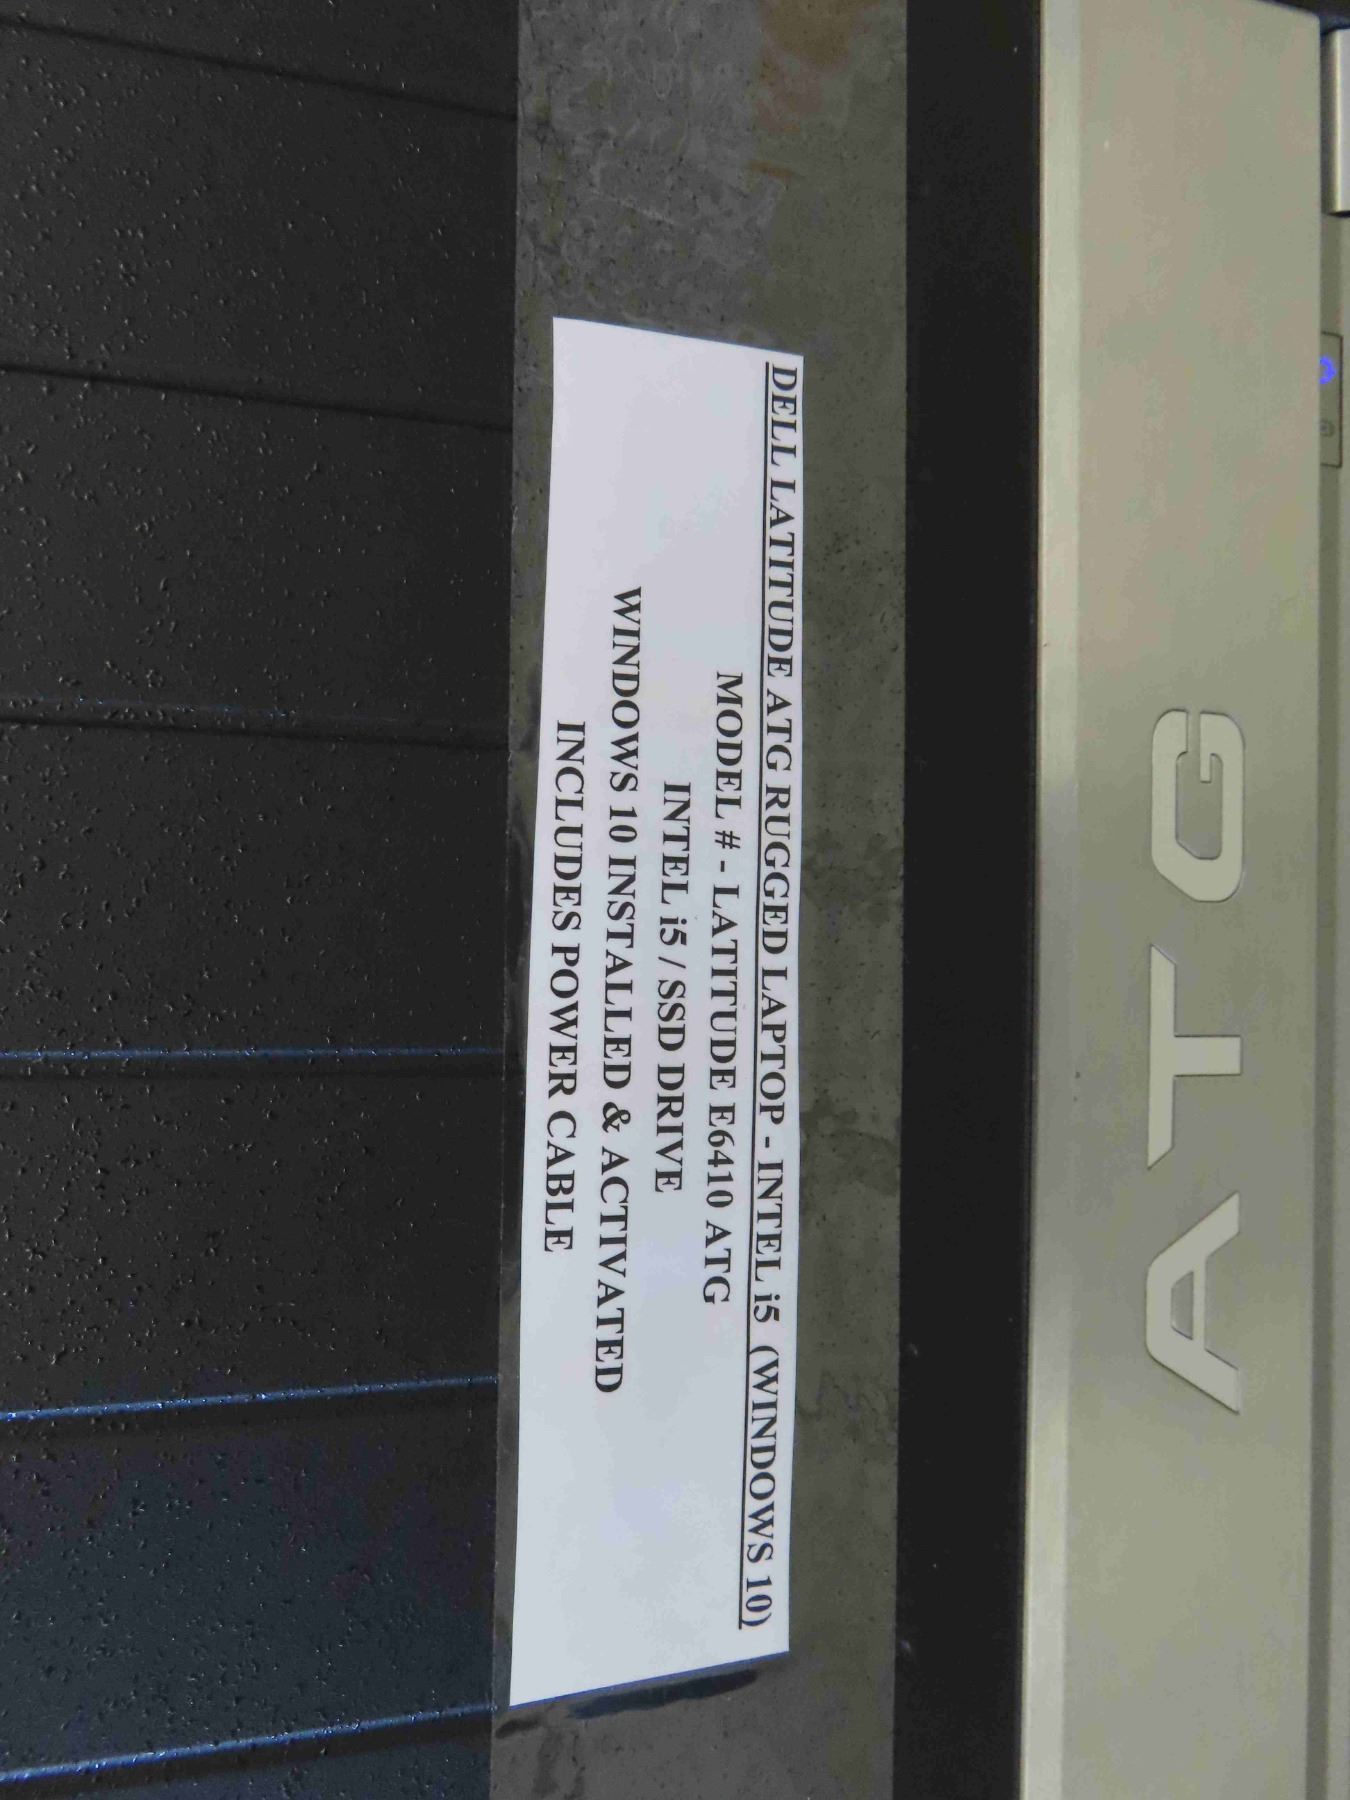 DELL LATITUDE ATG RUGGED LAPTOP - INTEL i5 (WINDOWS 10)
MODEL # - LATITUDE E6410 ATG
INTEL i5 / SSD DRIVE
WINDOWS 10 INSTALLED & ACTIVATED
INCLUDES POWER CABLE
ATG